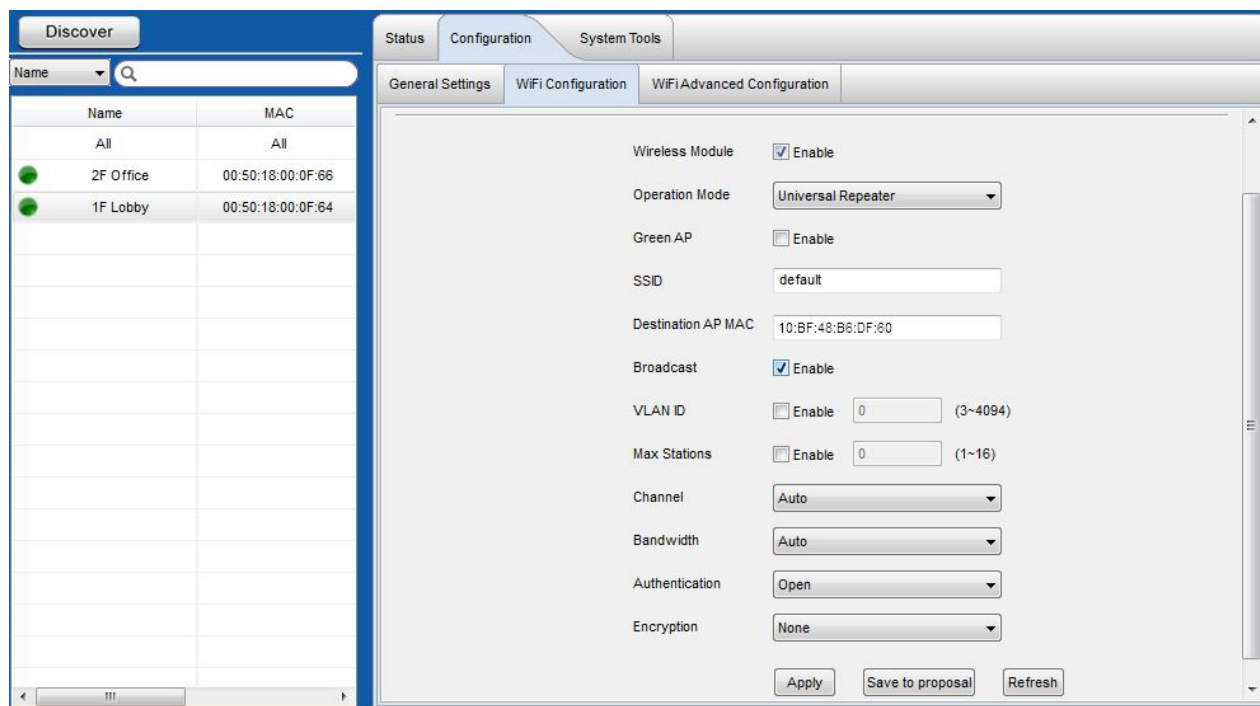 Discover
Status Configuration System Tools
Name
General Settings WiFi Configuration WiFi Advanced Configuration
Name MAC
All All
2F Office 00:50:18:00:0F:66
1F Lobby 00:50:18:00:0F:64
Wireless Module Enable
Operation Mode Universal Repeater
Green AP Enable
SSID default
Destination AP MAC 10:BF:48:B6:DF:60
Broadcast Enable
VLAN ID Enable 0 (3~4094)
Max Stations Enable 0 (1~16)
Channel Auto
Bandwidth Auto
Authentication Open
Encryption None
Apply Save to proposal Refresh